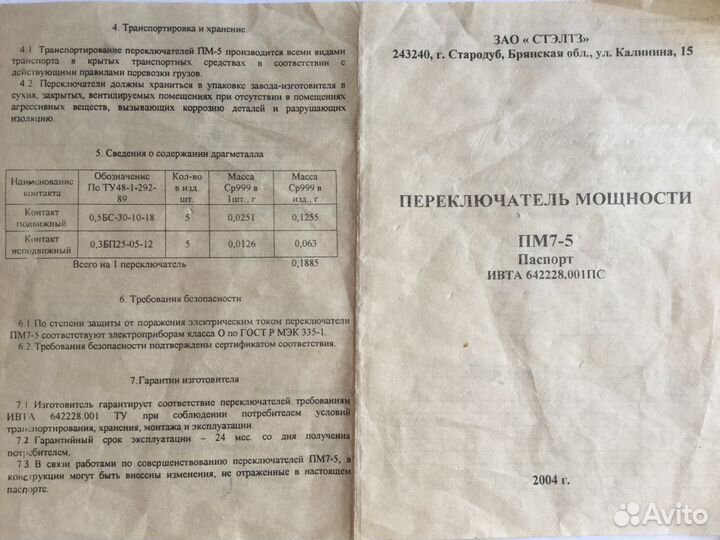 4. Транспортировка и хранение
4.1 Транспортирование переключателей ПМ-5 производится всеми видами
транспорта в крытых транспортных средствах в соответствии с
действующими правилами перевозки грузов.
4.2. Переключатели должны храниться в упаковке завода-изготовителя в
сухих, закрытых, вентилируемых помещениях при отсутствии в помещениях
агрессивных веществ, вызывающих коррозию деталей и разрушающих
изоляцию.
5. Сведения о содержании драгметалла
Наименование контакта Обозначение По ТУ48-1-292-89 Кол-во в изд. шт. Масса Ср999 в 1шт., г Масса Ср999 в изд., г
Контакт подвижный 0,5БС-30-10-18 5 0,0251 0,1255
Контакт неподвижный 0,3БП25-05-12 5 0,0126 0,063
Всего на 1 переключатель 0,1885
6. Требования безопасности
6.1 По степени защиты от поражения электрическим током переключатели
ПМ7-5 соответствуют электроприборам класса О по ГОСТ Р МЭК 335-1.
6.2. Требования безопасности подтверждены сертификатом соответствия.
7.Гарантии изготовителя
7.1. Изготовитель гарантирует соответствие переключателей требованиям
ИВТА 642228.001 ТУ при соблюдении потребителем условий
транспортирования, хранения, монтажа и эксплуатации.
7.2 Гарантийный срок эксплуатации – 24 мес. со дня получения
потребителем.
7.3. В связи работами по совершенствованию переключателей ПМ7-5, в
конструкции могут быть внесены изменения, не отраженные в настоящем
паспорте.
ЗАО « СТЭЛТЗ»
243240, г. Стародуб, Брянская обл., ул. Калинина, 15
ПЕРЕКЛЮЧАТЕЛЬ МОЩНОСТИ
ПМ7-5
Паспорт
ИВТА 642228.001ПС
2004 г.
Avito